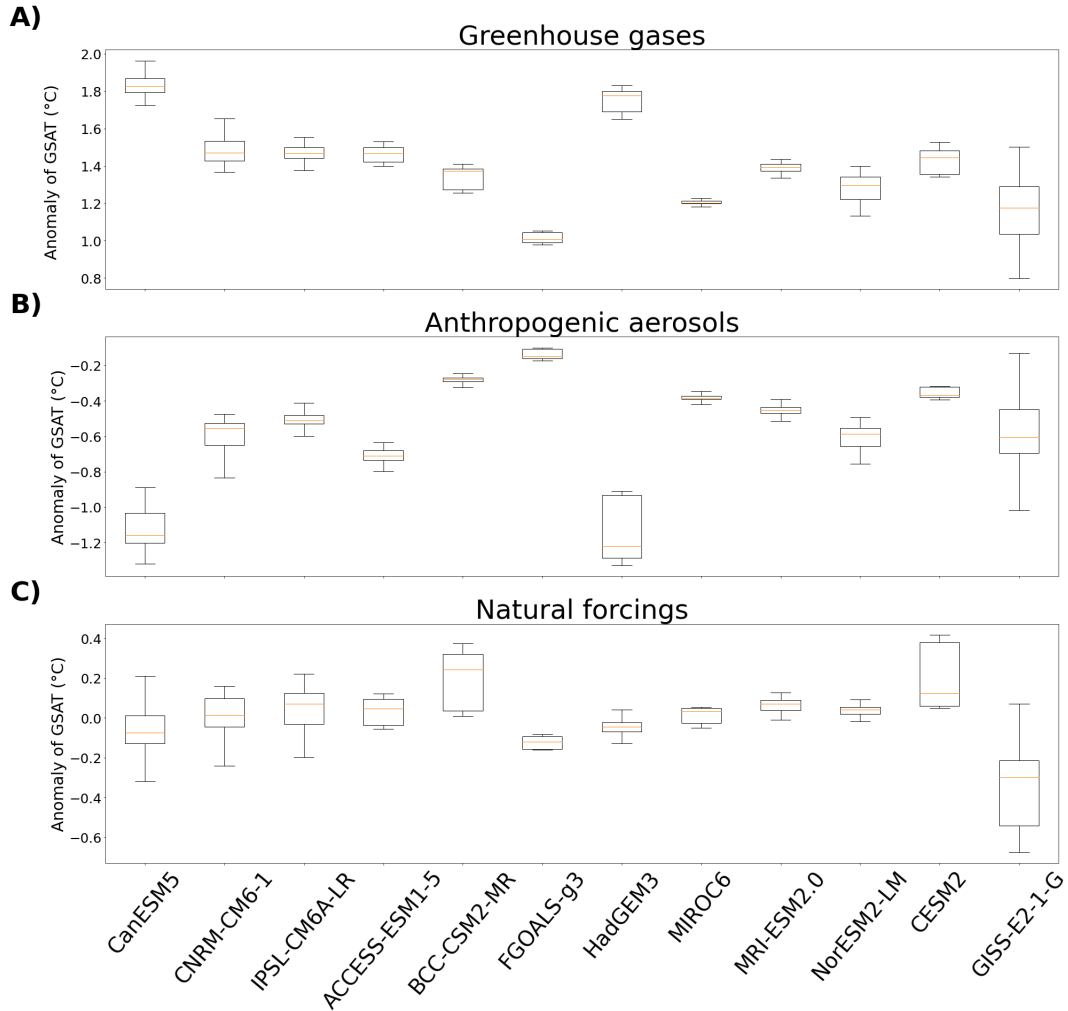 A)
Greenhouse gases
Anomaly of GSAT (°C)
2.0
1.8
1.6
1.4
1.2
1.0
0.8
B)
Anthropogenic aerosols
Anomaly of GSAT (°C)
−0.2
−0.4
−0.6
−0.8
−1.0
−1.2
C)
Natural forcings
Anomaly of GSAT (°C)
0.4
0.2
0.0
−0.2
−0.4
−0.6
CanESM5
CNRM-CM6-1
IPSL-CM6A-LR
ACCESS-ESM1-5
BCC-CSM2-MR
FGOALS-g3
HadGEM3
MIROC6
MRI-ESM2.0
NorESM2-LM
CESM2
GISS-E2-1-G